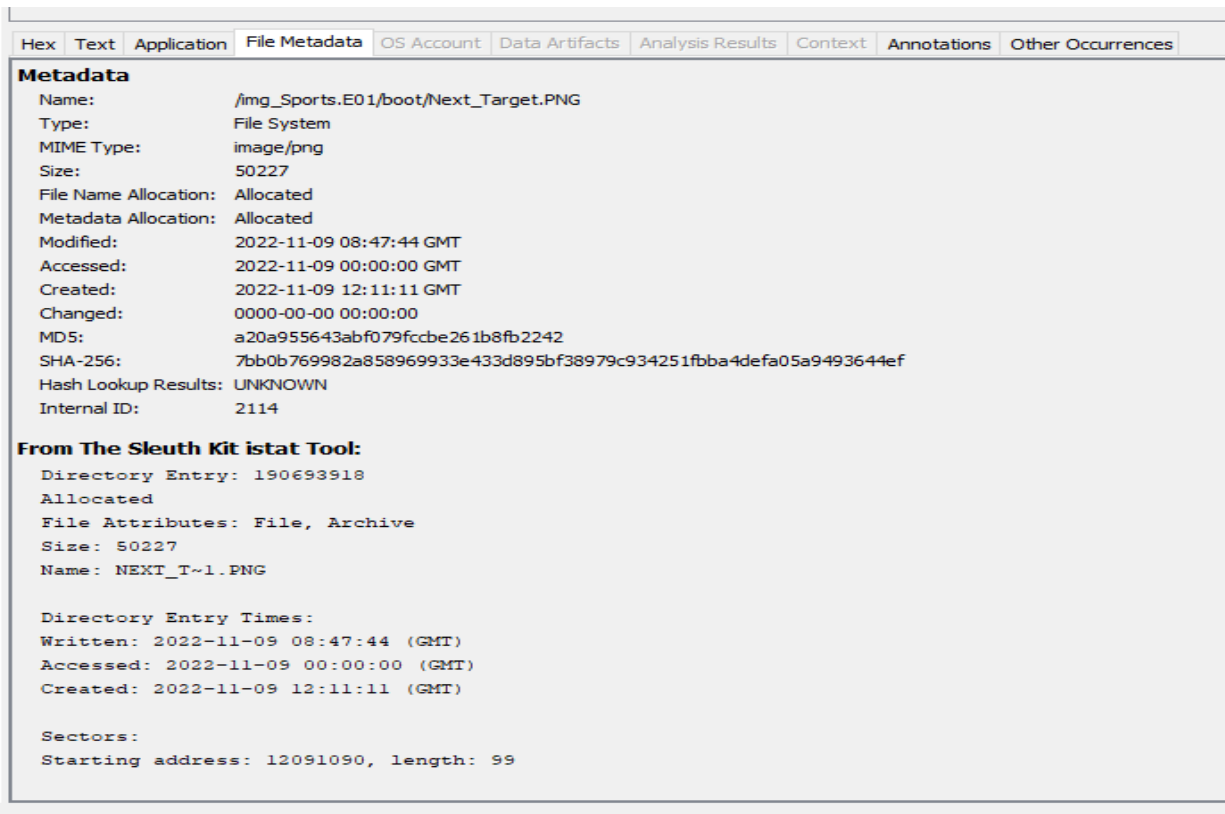 Hex Text Application File Metadata OS Account Data Artifacts Analysis Results Context Annotations Other Occurrences
Metadata
Name: /img_Sports.E01/boot/Next_Target.PNG
Type: File System
MIME Type: image/png
Size: 50227
File Name Allocation: Allocated
Metadata Allocation: Allocated
Modified: 2022-11-09 08:47:44 GMT
Accessed: 2022-11-09 00:00:00 GMT
Created: 2022-11-09 12:11:11 GMT
Changed: 0000-00-00 00:00:00
MD5: a20a955643abf079fccbe261b8fb2242
SHA-256: 7bb0b769982a858969933e433d895bf38979c934251fbba4defa05a9493644ef
Hash Lookup Results: UNKNOWN
Internal ID: 2114
From The Sleuth Kit istat Tool:
Directory Entry: 190693918
Allocated
File Attributes: File, Archive
Size: 50227
Name: NEXT_T~1.PNG
Directory Entry Times:
Written: 2022-11-09 08:47:44 (GMT)
Accessed: 2022-11-09 00:00:00 (GMT)
Created: 2022-11-09 12:11:11 (GMT)
Sectors:
Starting address: 12091090, length: 99